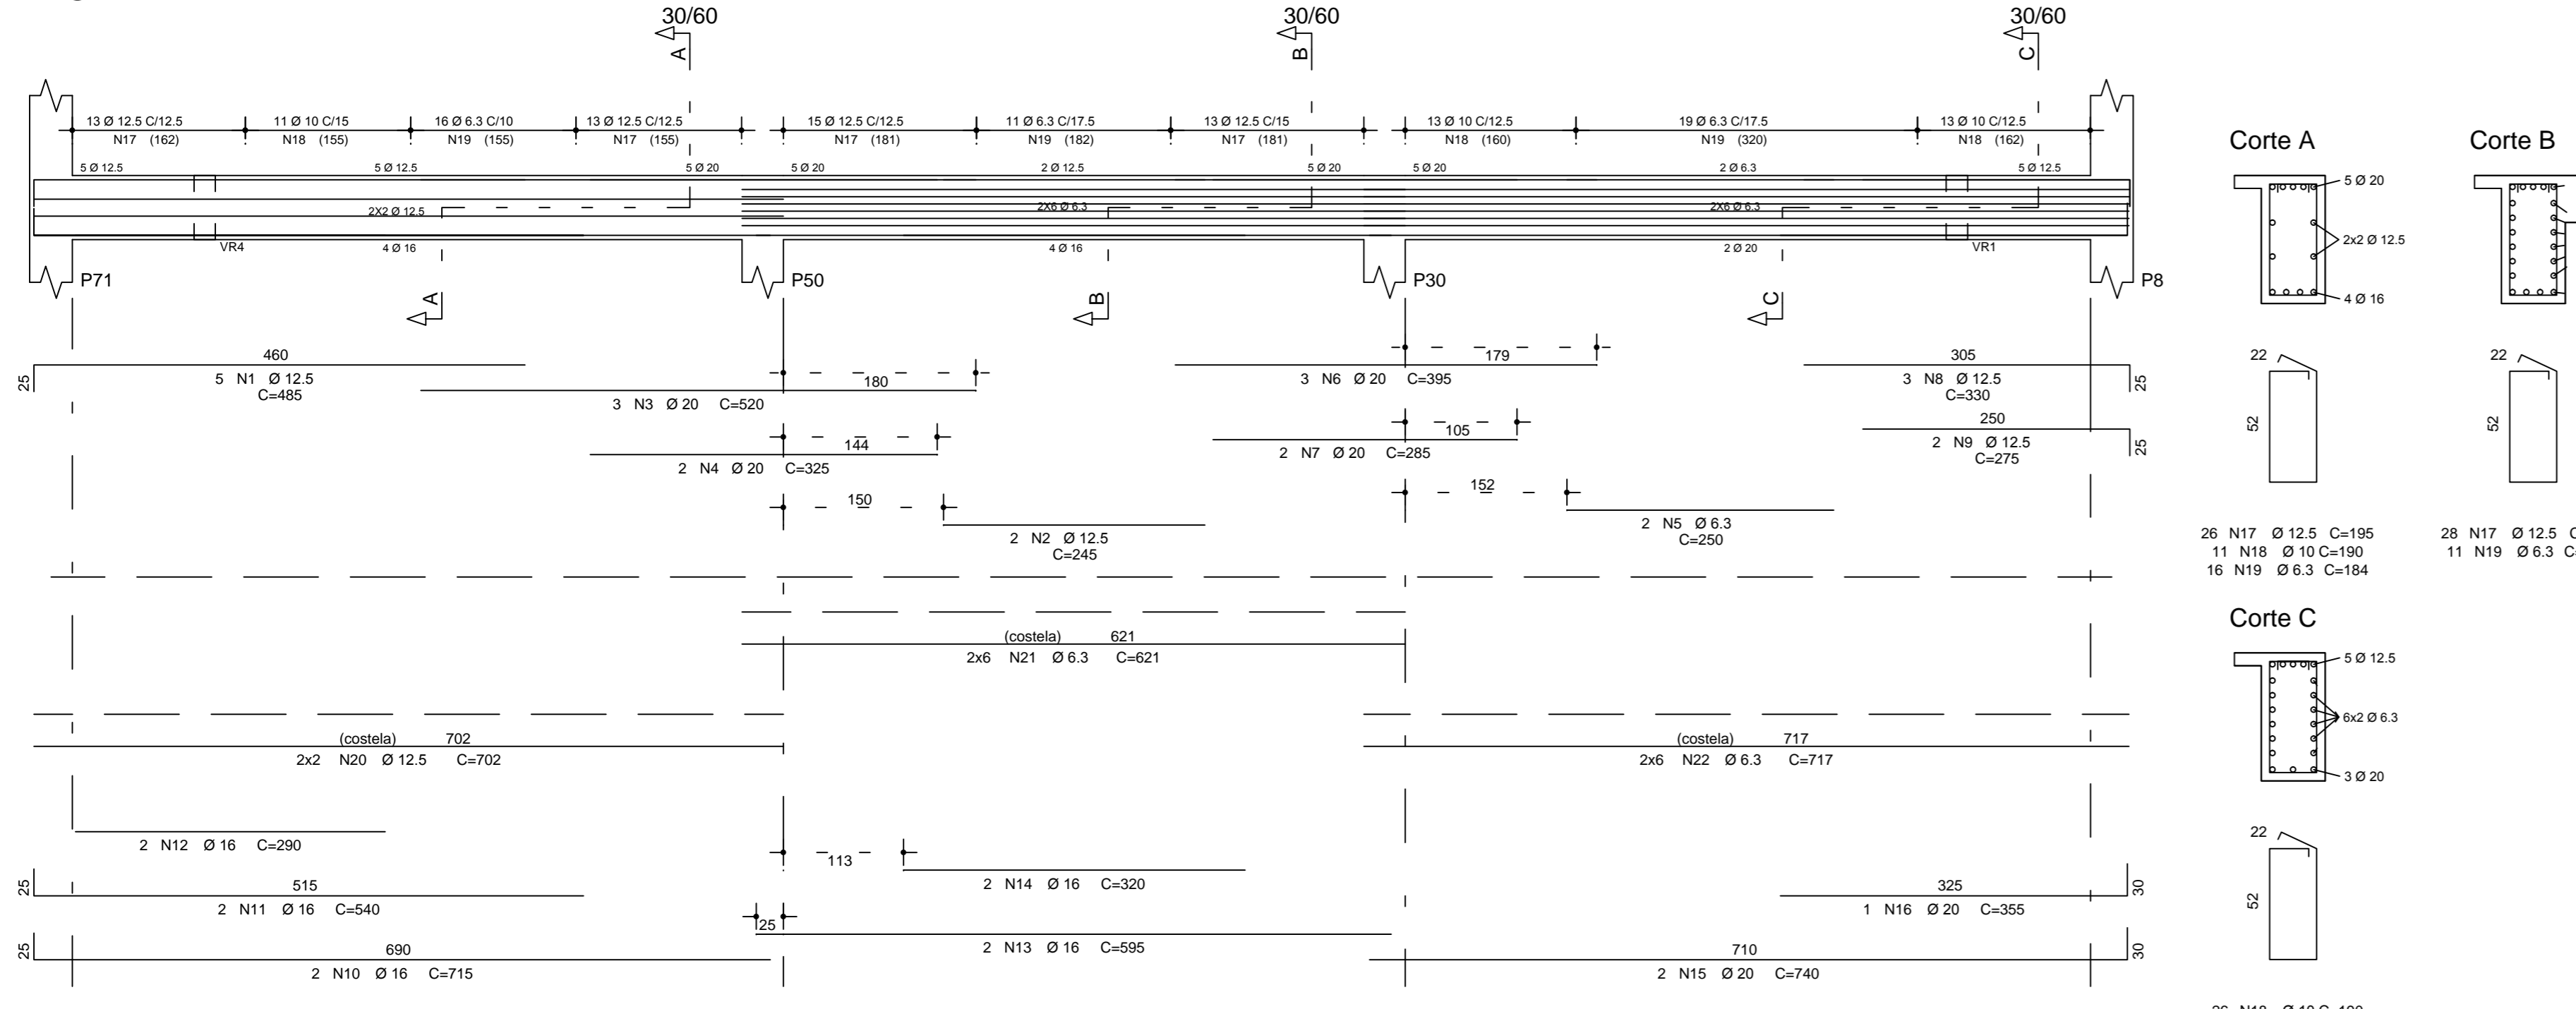 30/60 30/60 30/60
A B C
13 Ø 12.5 C/12.5 11 Ø 10 C/15 16 Ø 6.3 C/10 13 Ø 12.5 C/12.5 15 Ø 12.5 C/12.5 11 Ø 6.3 C/17.5 13 Ø 12.5 C/15 13 Ø 10 C/12.5 19 Ø 6.3 C/17.5 13 Ø 10 C/12.5
N17 (162) N18 (155) N19 (155) N17 (155) N17 (181) N19 (182) N17 (181) N18 (160) N19 (320) N18 (162)
5 Ø 12.5 5 Ø 12.5 5 Ø 20 5 Ø 20 2 Ø 12.5 5 Ø 20 5 Ø 20 2 Ø 6.3 5 Ø 12.5
2X2 Ø 12.5 2X6 Ø 6.3 2X6 Ø 6.3
VR4 4 Ø 16 4 Ø 16 2 Ø 20 VR1
P71 P50 P30 P8
A B C
460 179 305
25 5 N1 Ø 12.5 3 N6 Ø 20 C=395 3 N8 Ø 12.5 25
C=485 180 C=330
3 N3 Ø 20 C=520
144 105 250
2 N4 Ø 20 C=325 2 N7 Ø 20 C=285 2 N9 Ø 12.5 25
C=275
150 152
2 N2 Ø 12.5 2 N5 Ø 6.3
C=245 C=250
(costela) 621
2x6 N21 Ø 6.3 C=621
(costela) 702 (costela) 717
2x2 N20 Ø 12.5 C=702 2x6 N22 Ø 6.3 C=717
2 N12 Ø 16 C=290
113
25 515 2 N14 Ø 16 C=320 325 30
2 N11 Ø 16 C=540 1 N16 Ø 20 C=355
25
25 690 2 N13 Ø 16 C=595 710 30
2 N10 Ø 16 C=715 2 N15 Ø 20 C=740
Corte A
5 Ø 20
2x2 Ø 12.5
4 Ø 16
22
52
26 N17 Ø 12.5 C=195
11 N18 Ø 10 C=190
16 N19 Ø 6.3 C=184
Corte B
22
52
28 N17 Ø 12.5
11 N19 Ø 6.3
Corte C
5 Ø 12.5
6x2 Ø 6.3
3 Ø 20
22
52